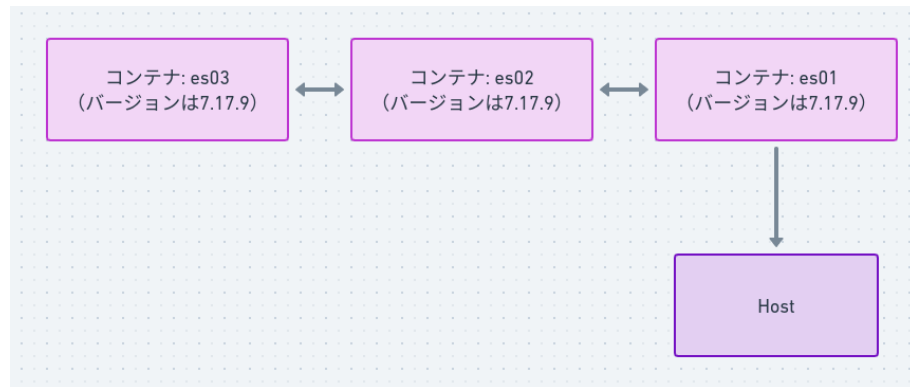 コンテナ: es03
（バージョンは7.17.9）
コンテナ: es02
（バージョンは7.17.9）
コンテナ: es01
（バージョンは7.17.9）
Host